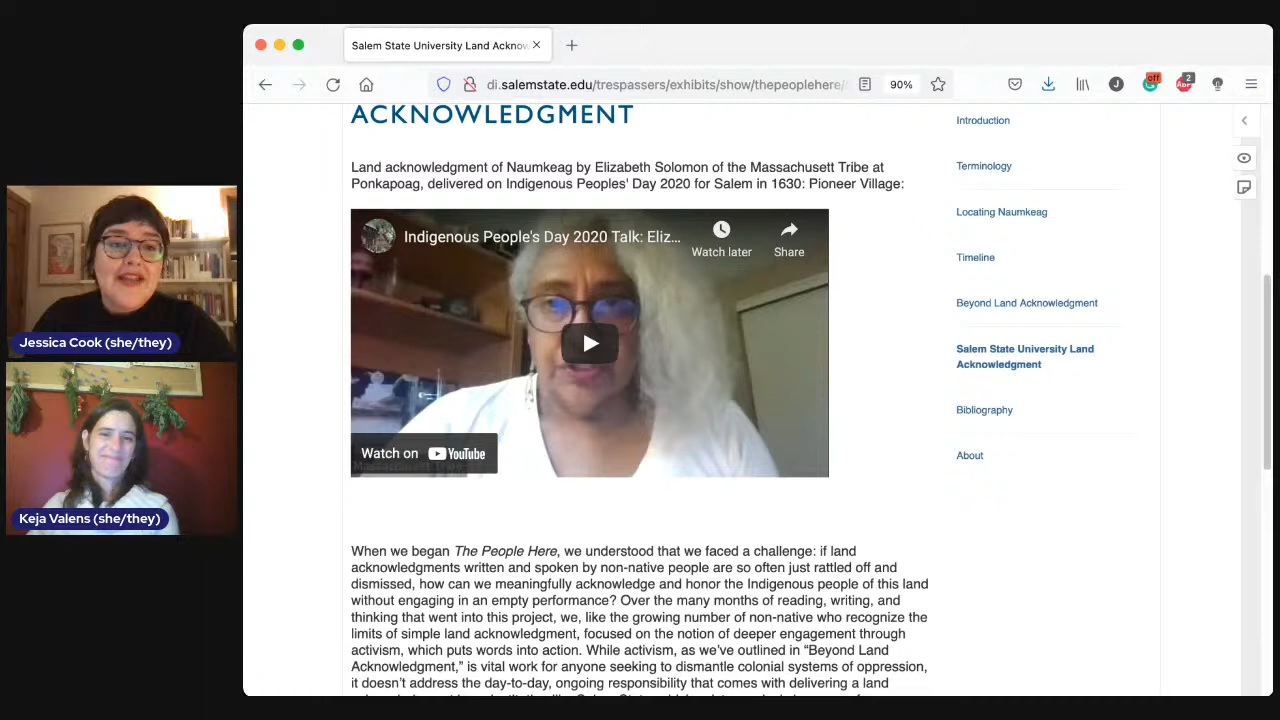 Salem State University Land Acknow
di.salemstate.edu/trespassers/exhibits/show/thepeoplehere/
90%
J
off
2
ABP
ACKNOWLEDGMENT
Land acknowledgment of Naumkeag by Elizabeth Solomon of the Massachusett Tribe at
Ponkapoag, delivered on Indigenous Peoples' Day 2020 for Salem in 1630: Pioneer Village:
Indigenous People's Day 2020 Talk: Eliz...
Watch later
Share
Watch on YouTube
Massachusett Tribe
When we began The People Here, we understood that we faced a challenge: if land
acknowledgments written and spoken by non-native people are so often just rattled off and
dismissed, how can we meaningfully acknowledge and honor the Indigenous people of this land
without engaging in an empty performance? Over the many months of reading, writing, and
thinking that went into this project, we, like the growing number of non-native who recognize the
limits of simple land acknowledgment, focused on the notion of deeper engagement through
activism, which puts words into action. While activism, as we've outlined in “Beyond Land
Acknowledgment,” is vital work for anyone seeking to dismantle colonial systems of oppression,
it doesn't address the day-to-day, ongoing responsibility that comes with delivering a land
Introduction
Terminology
Locating Naumkeag
Timeline
Beyond Land Acknowledgment
Salem State University Land
Acknowledgment
Bibliography
About
Jessica Cook (she/they)
Keja Valens (she/they)